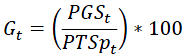 G_t = (PGS_t / PTSp_t) * 100